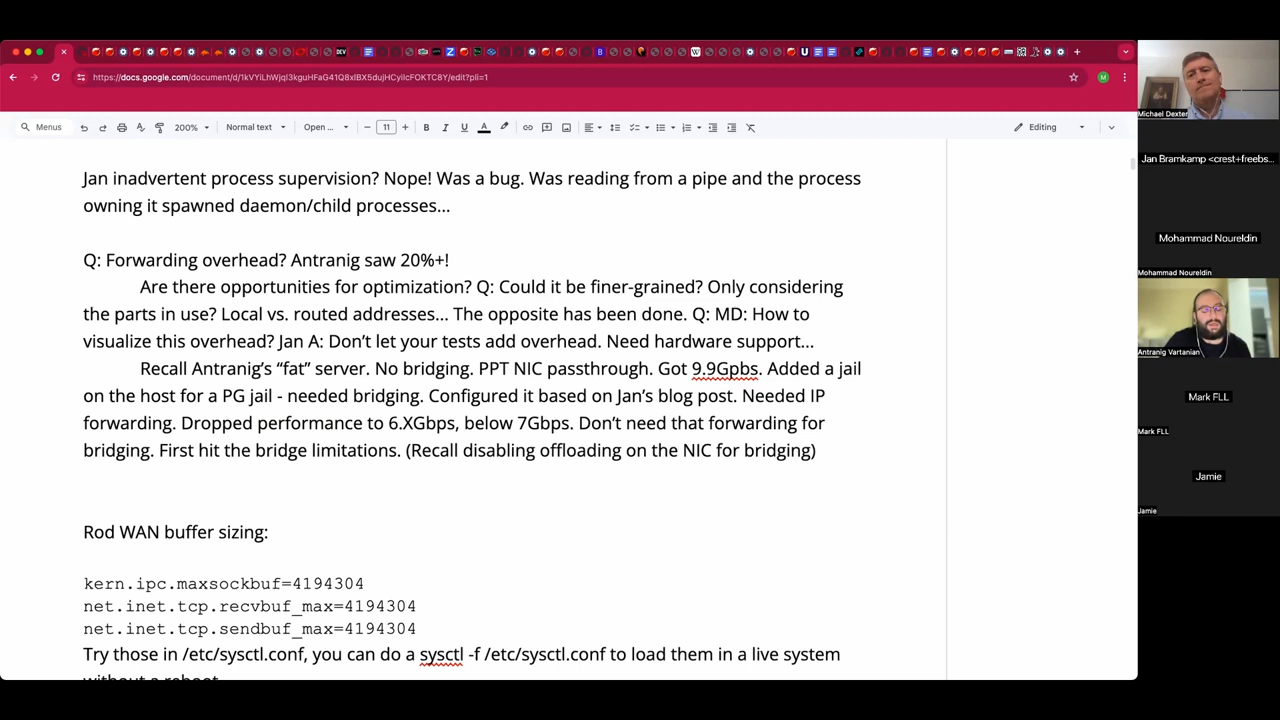 https://docs.google.com/document/d/1kVYiLhWjqI3kguHFaG41Q8xIBX5dujHCyIIcFOKTC8Y/edit?pli=1
M
Menus
200%
Normal text
Open ...
11
Editing
Jan inadvertent process supervision? Nope! Was a bug. Was reading from a pipe and the process
owning it spawned daemon/child processes...
Q: Forwarding overhead? Antranig saw 20%+!
Are there opportunities for optimization? Q: Could it be finer-grained? Only considering
the parts in use? Local vs. routed addresses... The opposite has been done. Q: MD: How to
visualize this overhead? Jan A: Don't let your tests add overhead. Need hardware support...
Recall Antranig's "fat" server. No bridging. PPT NIC passthrough. Got 9.9Gpbs. Added a jail
on the host for a PG jail - needed bridging. Configured it based on Jan's blog post. Needed IP
forwarding. Dropped performance to 6.XGbps, below 7Gbps. Don't need that forwarding for
bridging. First hit the bridge limitations. (Recall disabling offloading on the NIC for bridging)
Rod WAN buffer sizing:
kern.ipc.maxsockbuf=4194304
net.inet.tcp.recvbuf_max=4194304
net.inet.tcp.sendbuf_max=4194304
Try those in /etc/sysctl.conf, you can do a sysctl -f /etc/sysctl.conf to load them in a live system
without a reboot
Michael Dexter
Jan Bramkamp <crest+freebs...
Mohammad Noureldin
Mohammad Noureldin
Antranig Vartanian
Mark FLL
Mark FLL
Jamie
Jamie